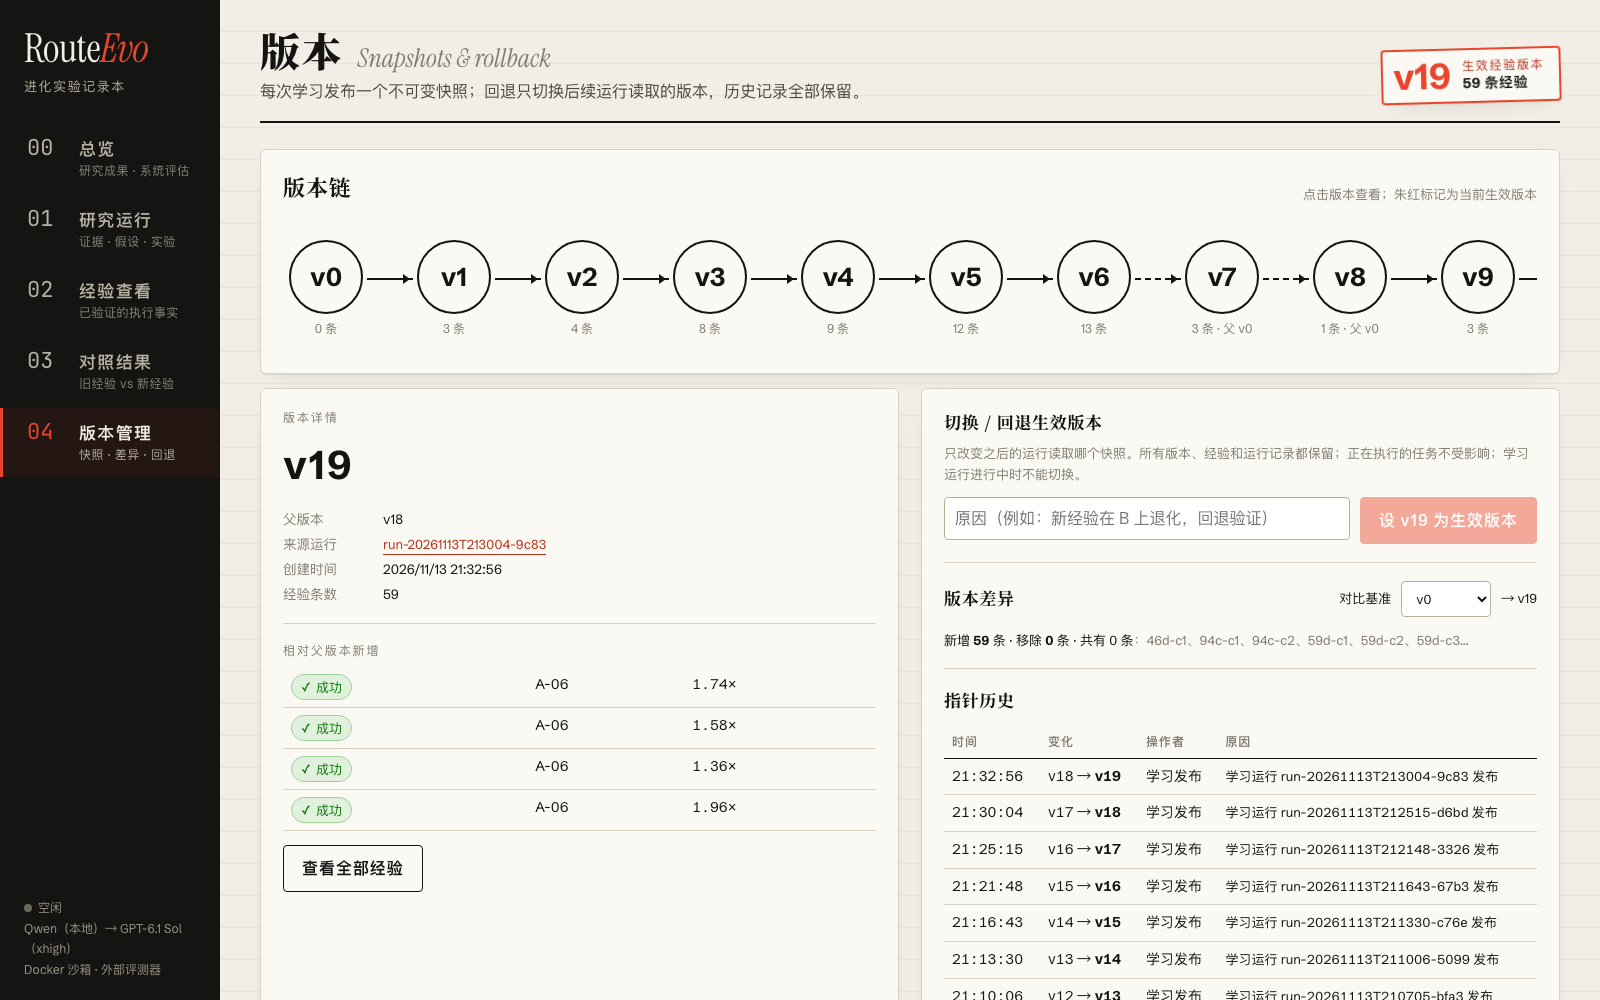 RouteEvo
进化实验记录本
00 总览
研究成果 · 系统评估
01 研究运行
证据 · 假设 · 实验
02 经验查看
已验证的执行事实
03 对照结果
旧经验 vs 新经验
04 版本管理
快照 · 差异 · 回退
空闲
Qwen（本地）→ GPT-6.1 Sol
（xhigh）
Docker 沙箱 · 外部评测器
版本 Snapshots & rollback
每次学习发布一个不可变快照；回退只切换后续运行读取的版本，历史记录全部保留。
v19 生效经验版本
59 条经验
版本链
点击版本查看；朱红标记为当前生效版本
v0 v1 v2 v3 v4 v5 v6 v7 v8 v9
0 条 3 条 4 条 8 条 9 条 12 条 13 条 3 条 · 父 v0 1 条 · 父 v0 3 条
版本详情
v19
父版本 v18
来源运行 run-20261113T213004-9c83
创建时间 2026/11/13 21:32:56
经验条数 59
相对父版本新增
✓ 成功 A-06 1.74×
✓ 成功 A-06 1.58×
✓ 成功 A-06 1.36×
✓ 成功 A-06 1.96×
查看全部经验
切换 / 回退生效版本
只改变之后的运行读取哪个快照。所有版本、经验和运行记录都保留；正在执行的任务不受影响；学习
运行进行中时不能切换。
原因（例如：新经验在 B 上退化，回退验证）
设 v19 为生效版本
版本差异 对比基准 v0 → v19
新增 59 条 · 移除 0 条 · 共有 0 条：46d-c1、94c-c1、94c-c2、59d-c1、59d-c2、59d-c3…
指针历史
时间 变化 操作者 原因
21:32:56 v18 → v19 学习发布 学习运行 run-20261113T213004-9c83 发布
21:30:04 v17 → v18 学习发布 学习运行 run-20261113T212515-d6bd 发布
21:25:15 v16 → v17 学习发布 学习运行 run-20261113T212148-3326 发布
21:21:48 v15 → v16 学习发布 学习运行 run-20261113T211643-67b3 发布
21:16:43 v14 → v15 学习发布 学习运行 run-20261113T211330-c76e 发布
21:13:30 v13 → v14 学习发布 学习运行 run-20261113T211006-5099 发布
21:10:06 v12 → v13 学习发布 学习运行 run-20261113T210705-bfa3 发布